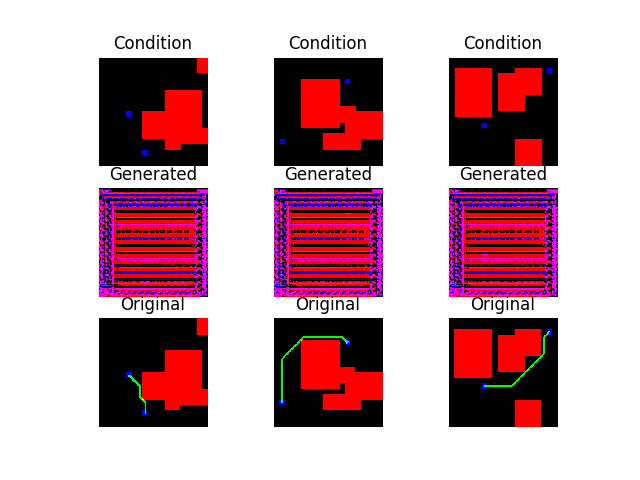 Condition Condition Condition
Generated Generated Generated
Original Original Original